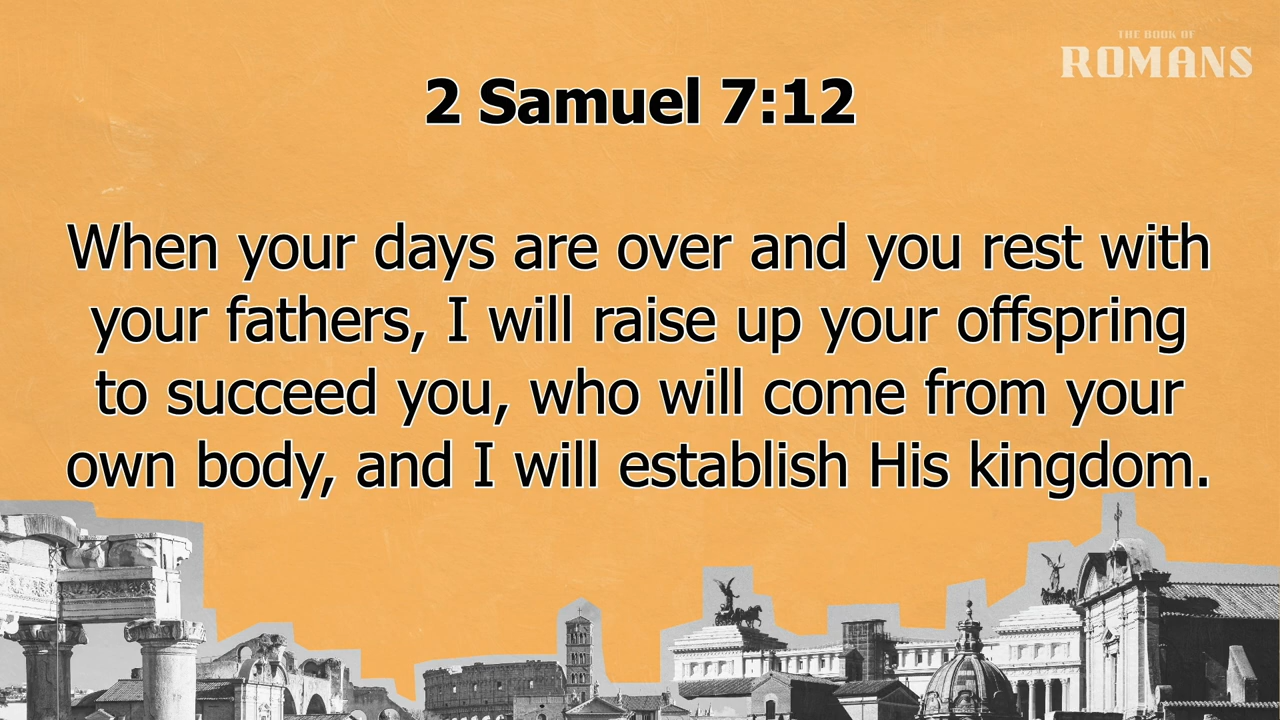 THE BOOK OF
ROMANS
2 Samuel 7:12
When your days are over and you rest with
your fathers, I will raise up your offspring
to succeed you, who will come from your
own body, and I will establish His kingdom.